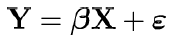 Y = βX + ε